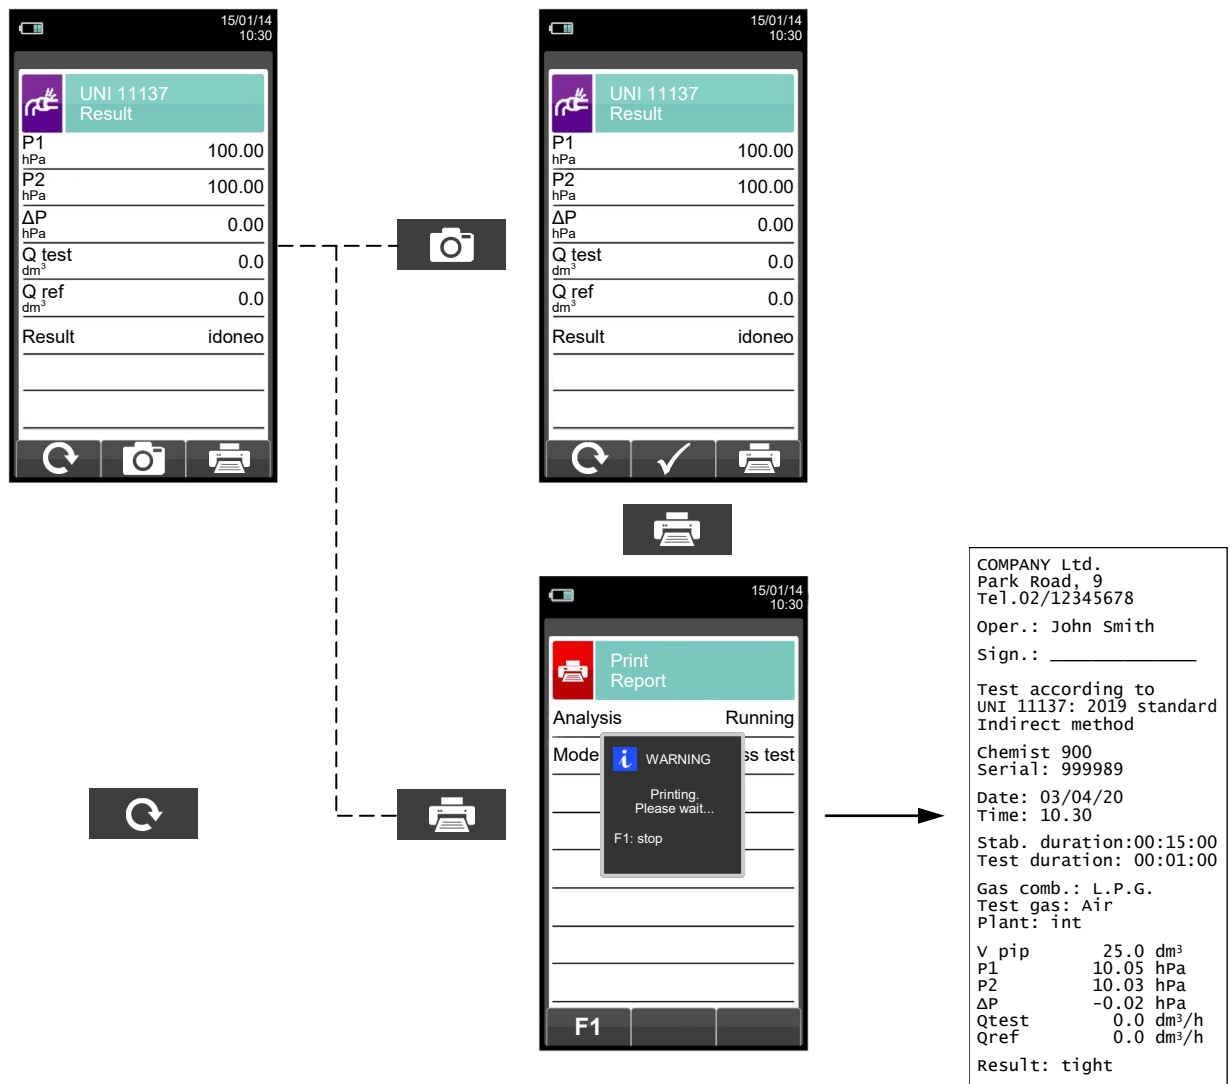 15/01/14
10:30
UNI 11137
Result
P1
hPa
100.00
P2
hPa
100.00
ΔP
hPa
0.00
Q test
dm³
0.0
Q ref
dm³
0.0
Result idoneo
15/01/14
10:30
UNI 11137
Result
P1
hPa
100.00
P2
hPa
100.00
ΔP
hPa
0.00
Q test
dm³
0.0
Q ref
dm³
0.0
Result idoneo
15/01/14
10:30
Print
Report
Analysis Running
Mode ss test
i WARNING
Printing.
Please wait...
F1: stop
F1
COMPANY Ltd.
Park Road, 9
Tel.02/12345678
Oper.: John Smith
Sign.: ______________
Test according to
UNI 11137: 2019 standard
Indirect method
Chemist 900
Serial: 999989
Date: 03/04/20
Time: 10.30
Stab. duration:00:15:00
Test duration: 00:01:00
Gas comb.: L.P.G.
Test gas: Air
Plant: int
V pip 25.0 dm³
P1 10.05 hPa
P2 10.03 hPa
ΔP -0.02 hPa
Qtest 0.0 dm³/h
Qref 0.0 dm³/h
Result: tight